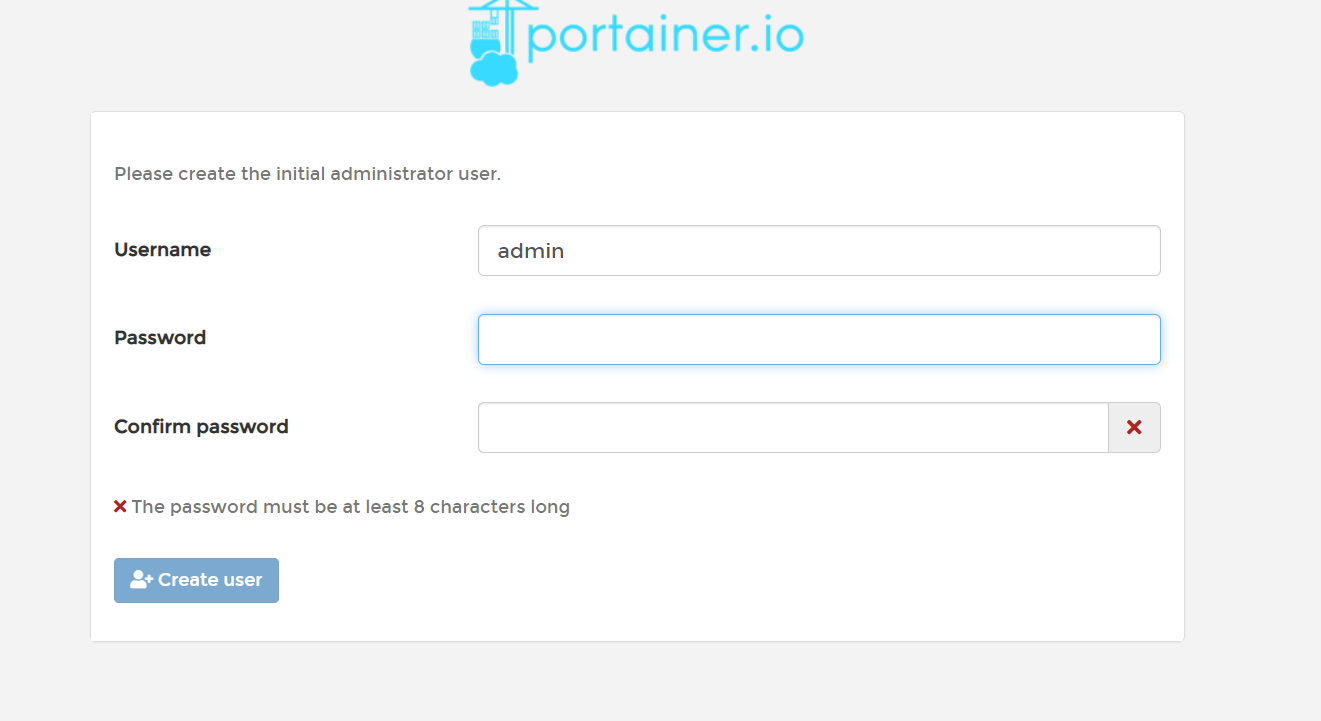 portainer.io
Please create the initial administrator user.
Username
admin
Password
Confirm password
The password must be at least 8 characters long
Create user